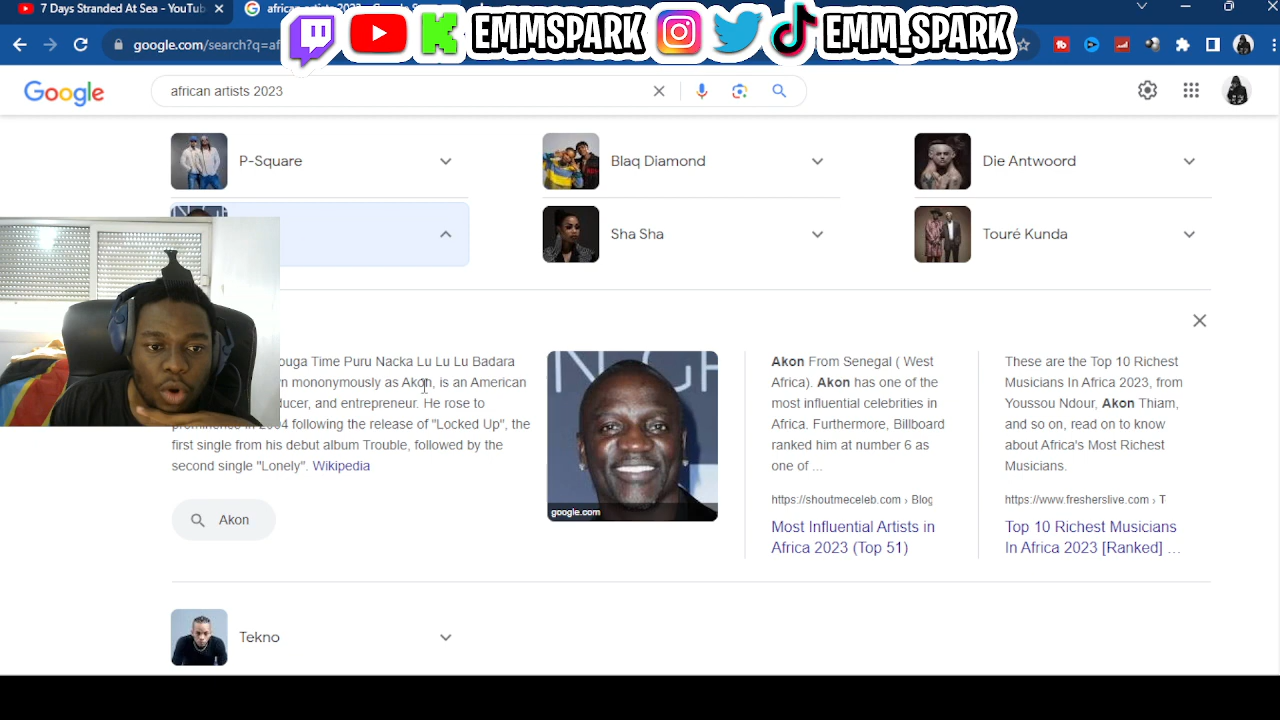 7 Days Stranded At Sea - YouTub
EMMSPARK
EMM_SPARK
google.com/search?q=af
Google
african artists 2023
P-Square
Blaq Diamond
Die Antwoord
Sha Sha
Touré Kunda
ouga Time Puru Nacka Lu Lu Lu Badara
n mononymously as Akon, is an American
ducer, and entrepreneur. He rose to
prominence in 2004 following the release of "Locked Up", the
first single from his debut album Trouble, followed by the
second single "Lonely". Wikipedia
Akon
google.com
Akon From Senegal ( West
Africa). Akon has one of the
most influential celebrities in
Africa. Furthermore, Billboard
ranked him at number 6 as
one of ...
https://shoutmeceleb.com › Blog
Most Influential Artists in
Africa 2023 (Top 51)
These are the Top 10 Richest
Musicians In Africa 2023, from
Youssou Ndour, Akon Thiam,
and so on, read on to know
about Africa's Most Richest
Musicians.
https://www.fresherslive.com › T
Top 10 Richest Musicians
In Africa 2023 [Ranked] ...
Tekno